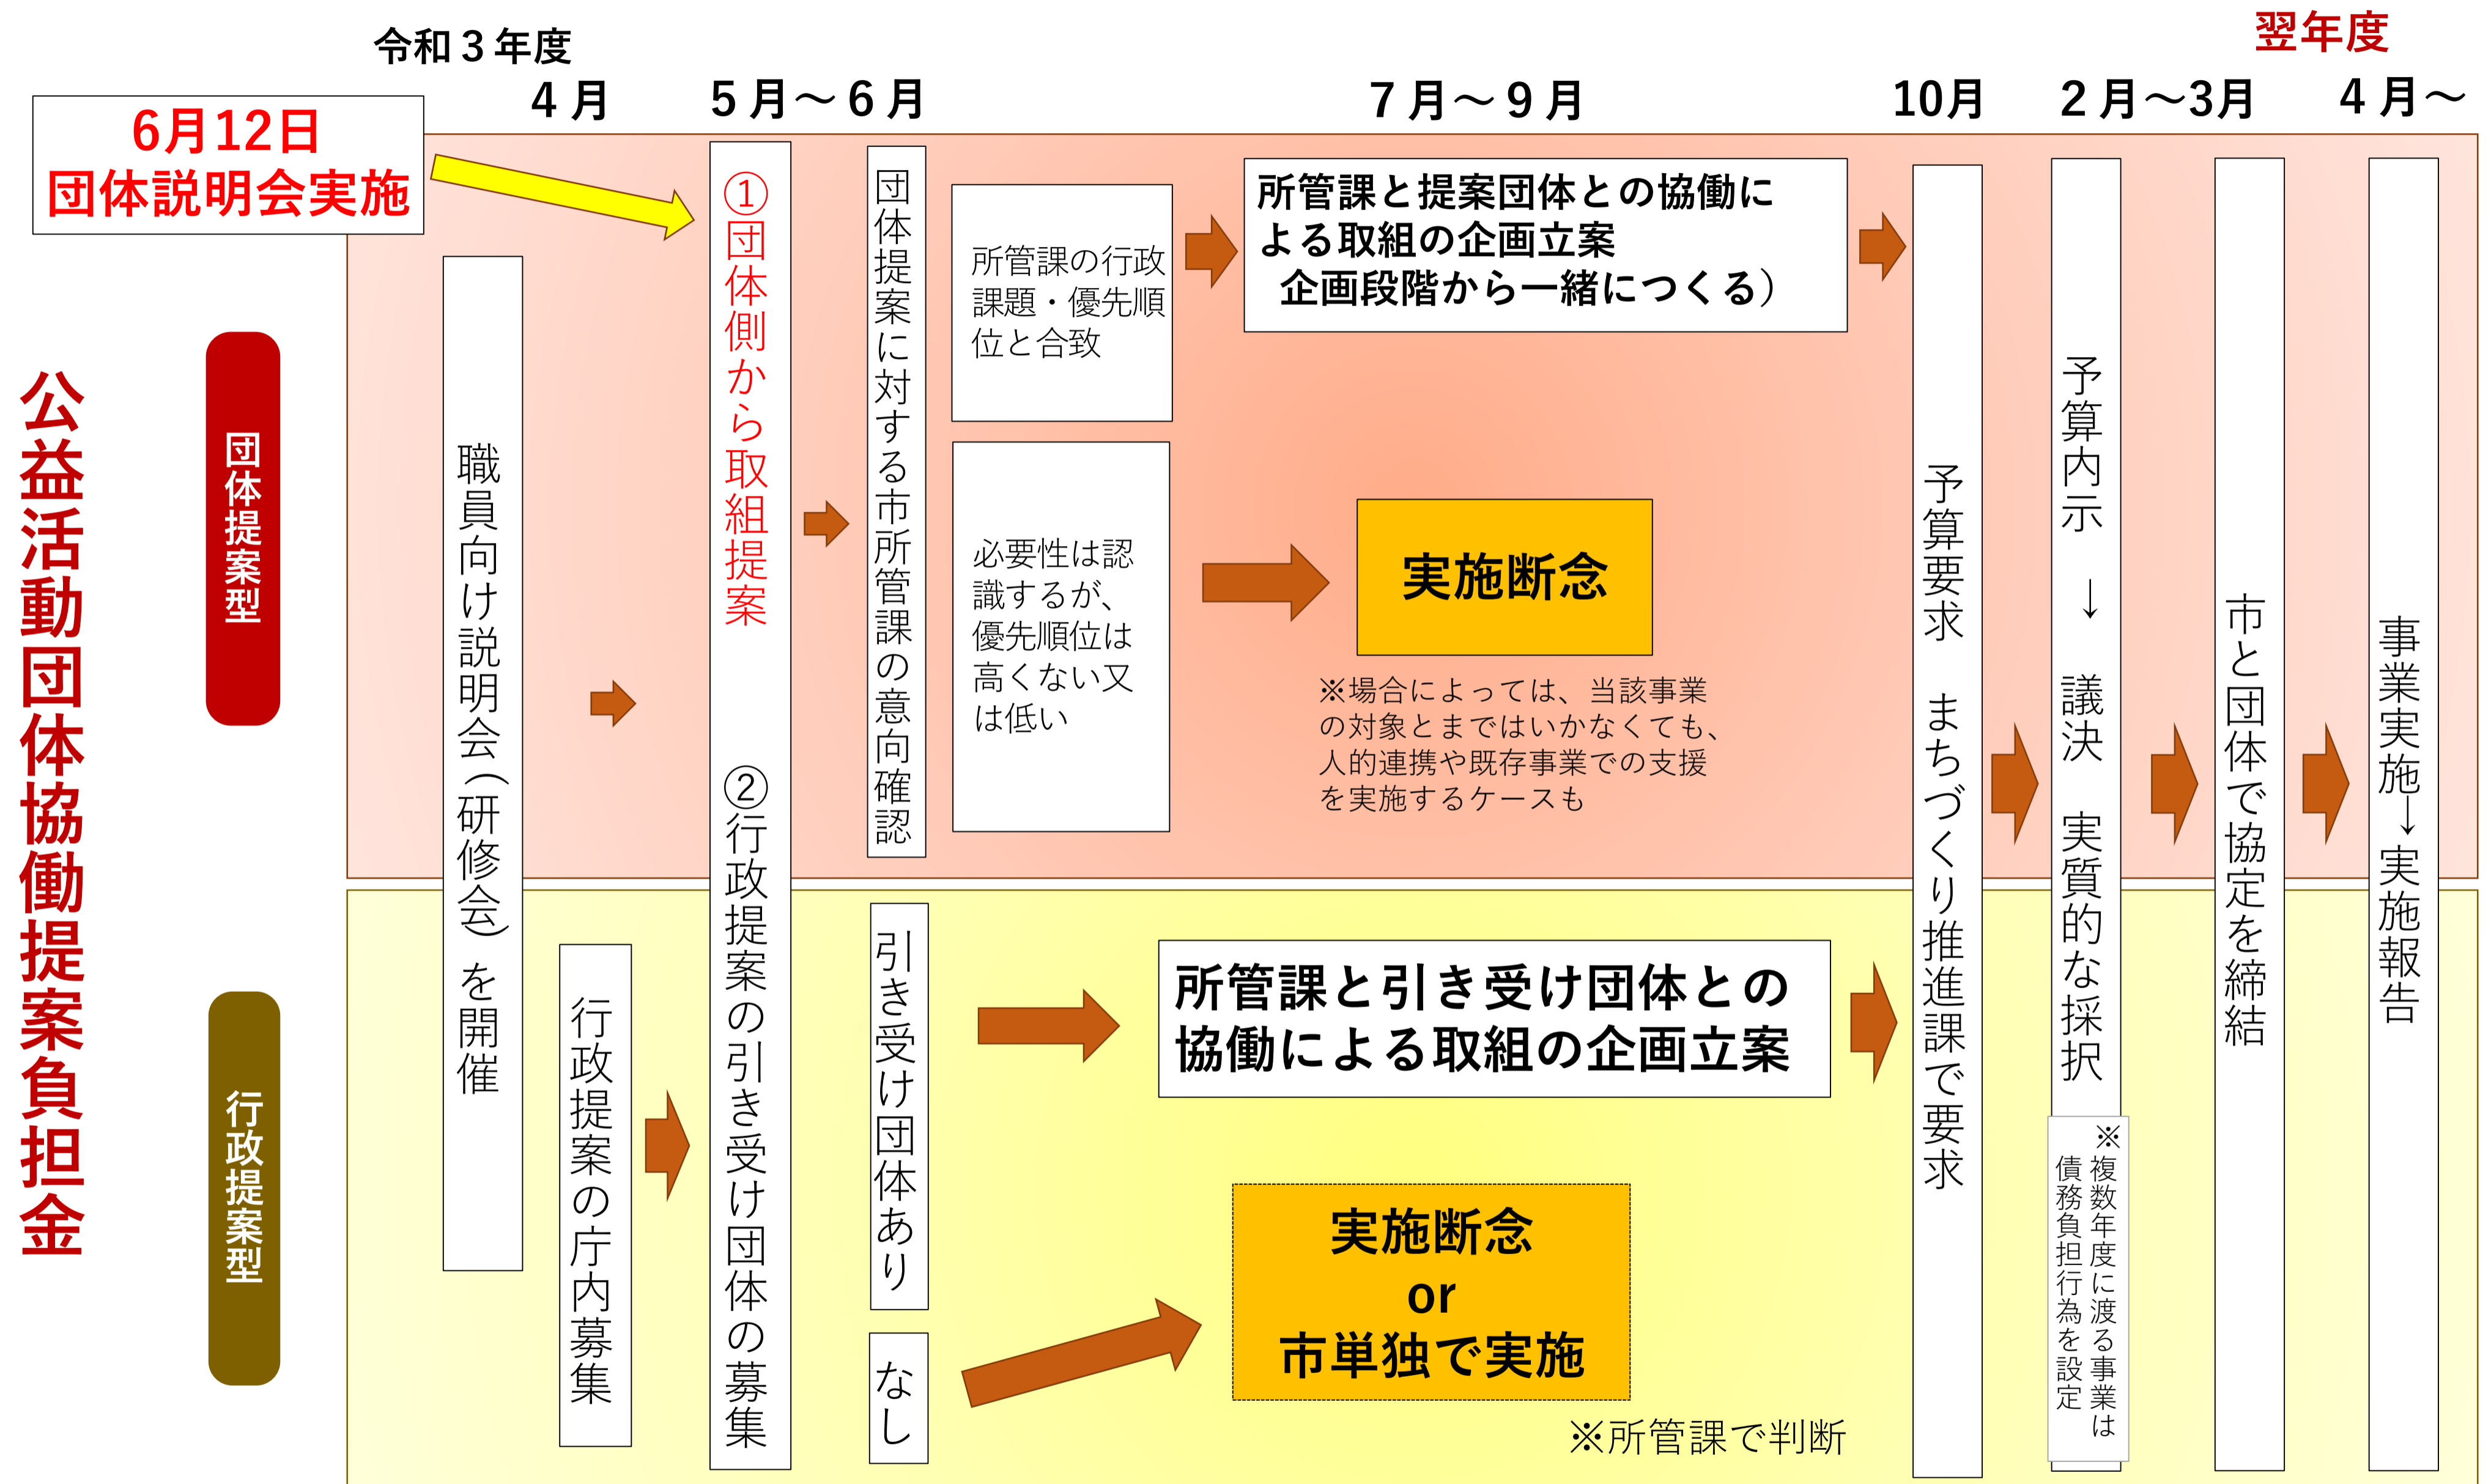 令和３年度
翌年度
４月
５月～６月
７月～９月
10月
２月～3月
４月～
6月12日
団体説明会実施
公益活動団体協働提案負担金
団体提案型
行政提案型
職員向け説明会（研修会）を開催
行政提案の庁内募集
①団体側から取組提案
②行政提案の引き受け団体の募集
団体提案に対する市所管課の意向確認
所管課の行政
課題・優先順
位と合致
所管課と提案団体との協働に
よる取組の企画立案
企画段階から一緒につくる）
必要性は認
識するが、
優先順位は
高くない又
は低い
実施断念
※場合によっては、当該事業
の対象とまではいかなくても、
人的連携や既存事業での支援
を実施するケースも
引き受け団体あり
所管課と引き受け団体との
協働による取組の企画立案
なし
実施断念
or
市単独で実施
※所管課で判断
予算要求　まちづくり推進課で要求
予算内示　→　議決　実質的な採択
※複数年度に渡る事業は
債務負担行為を設定
市と団体で協定を締結
事業実施→実施報告